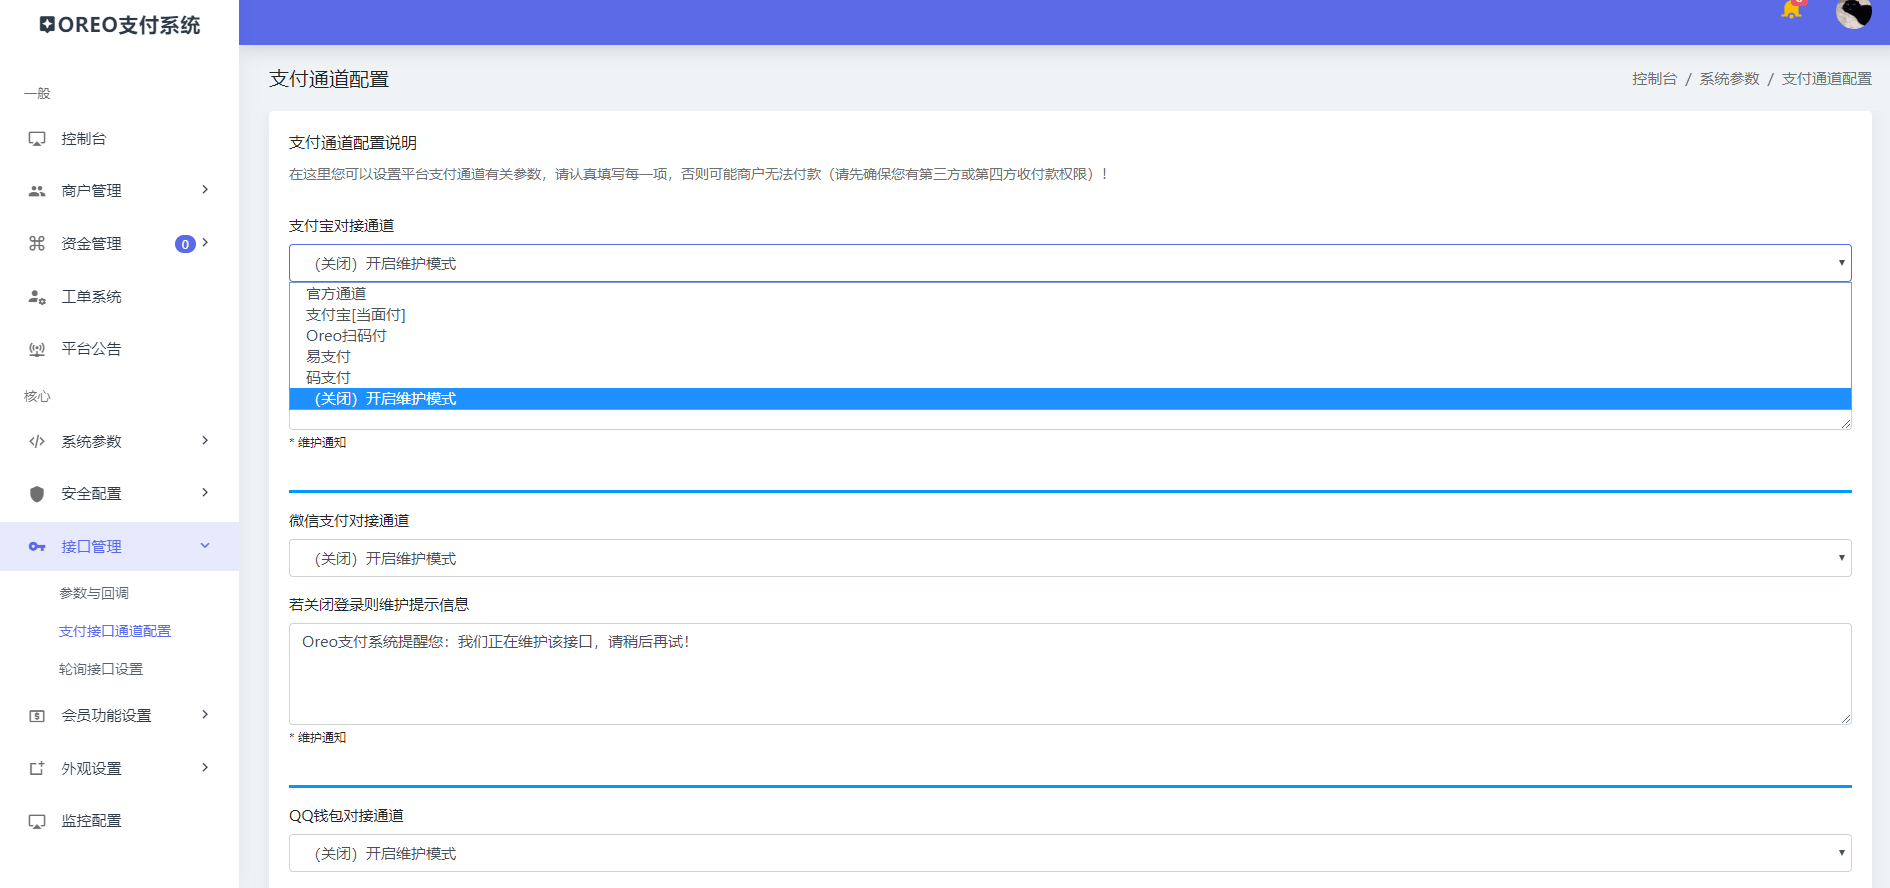 OREO支付系统
一般
控制台
商户管理
资金管理 0
工单系统
平台公告
核心
系统参数
安全配置
接口管理
参数与回调
支付接口通道配置
轮询接口设置
会员功能设置
外观设置
监控配置
支付通道配置
控制台 / 系统参数 / 支付通道配置
支付通道配置说明
在这里您可以设置平台支付通道有关参数，请认真填写每一项，否则可能商户无法付款（请先确保您有第三方或第四方收付款权限）！
支付宝对接通道
（关闭）开启维护模式
官方通道
支付宝[当面付]
Oreo扫码付
易支付
码支付
（关闭）开启维护模式
* 维护通知
微信支付对接通道
（关闭）开启维护模式
若关闭登录则维护提示信息
Oreo支付系统提醒您：我们正在维护该接口，请稍后再试！
* 维护通知
QQ钱包对接通道
（关闭）开启维护模式